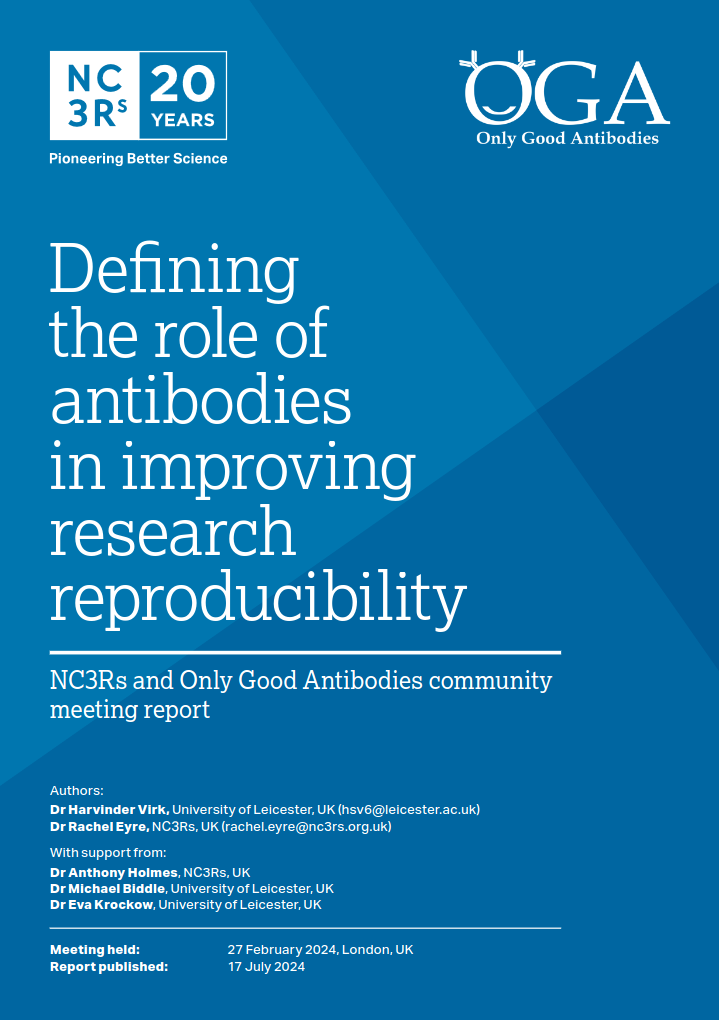 NC
3Rs
20
YEARS
Pioneering Better Science
OGA
Only Good Antibodies
Defining
the role of
antibodies
in improving
research
reproducibility
NC3Rs and Only Good Antibodies community
meeting report
Authors:
Dr Harvinder Virk, University of Leicester, UK (hsv6@leicester.ac.uk)
Dr Rachel Eyre, NC3Rs, UK (rachel.eyre@nc3rs.org.uk)
With support from:
Dr Anthony Holmes, NC3Rs, UK
Dr Michael Biddle, University of Leicester, UK
Dr Eva Krockow, University of Leicester, UK
Meeting held: 27 February 2024, London, UK
Report published: 17 July 2024